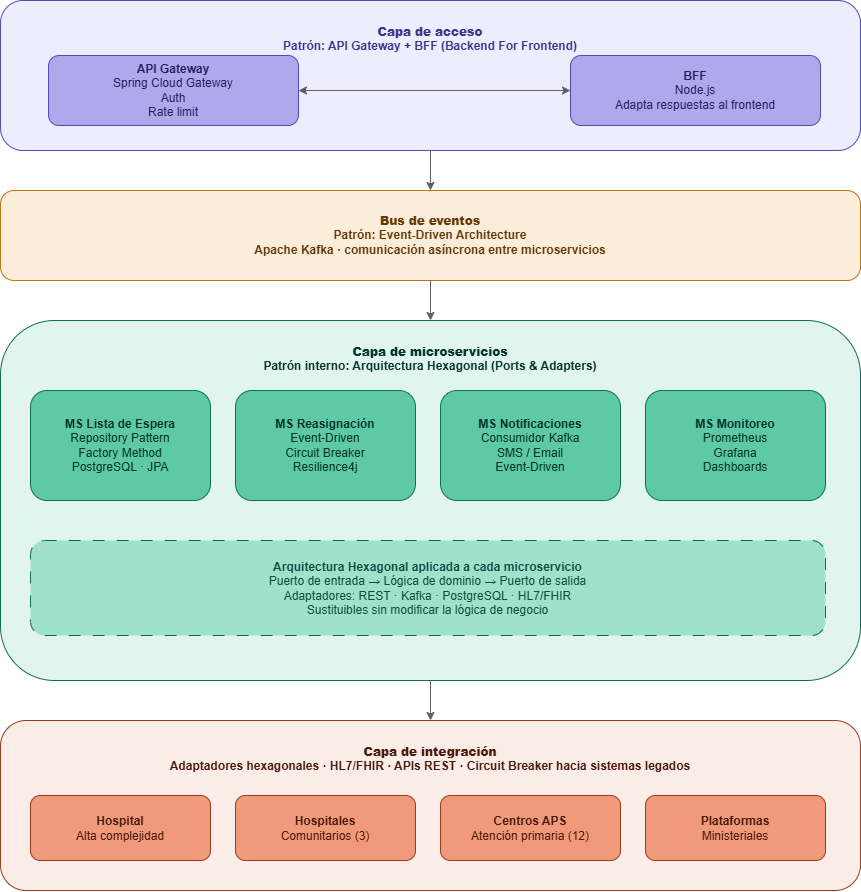 Capa de acceso
Patrón: API Gateway + BFF (Backend For Frontend)
API Gateway
Spring Cloud Gateway
Auth
Rate limit
BFF
Node.js
Adapta respuestas al frontend
Bus de eventos
Patrón: Event-Driven Architecture
Apache Kafka · comunicación asíncrona entre microservicios
Capa de microservicios
Patrón interno: Arquitectura Hexagonal (Ports & Adapters)
MS Lista de Espera
Repository Pattern
Factory Method
PostgreSQL · JPA
MS Reasignación
Event-Driven
Circuit Breaker
Resilience4j
MS Notificaciones
Consumidor Kafka
SMS / Email
Event-Driven
MS Monitoreo
Prometheus
Grafana
Dashboards
Arquitectura Hexagonal aplicada a cada microservicio
Puerto de entrada → Lógica de dominio → Puerto de salida
Adaptadores: REST · Kafka · PostgreSQL · HL7/FHIR
Sustituibles sin modificar la lógica de negocio
Capa de integración
Adaptadores hexagonales · HL7/FHIR · APIs REST · Circuit Breaker hacia sistemas legados
Hospital
Alta complejidad
Hospitales
Comunitarios (3)
Centros APS
Atención primaria (12)
Plataformas
Ministeriales